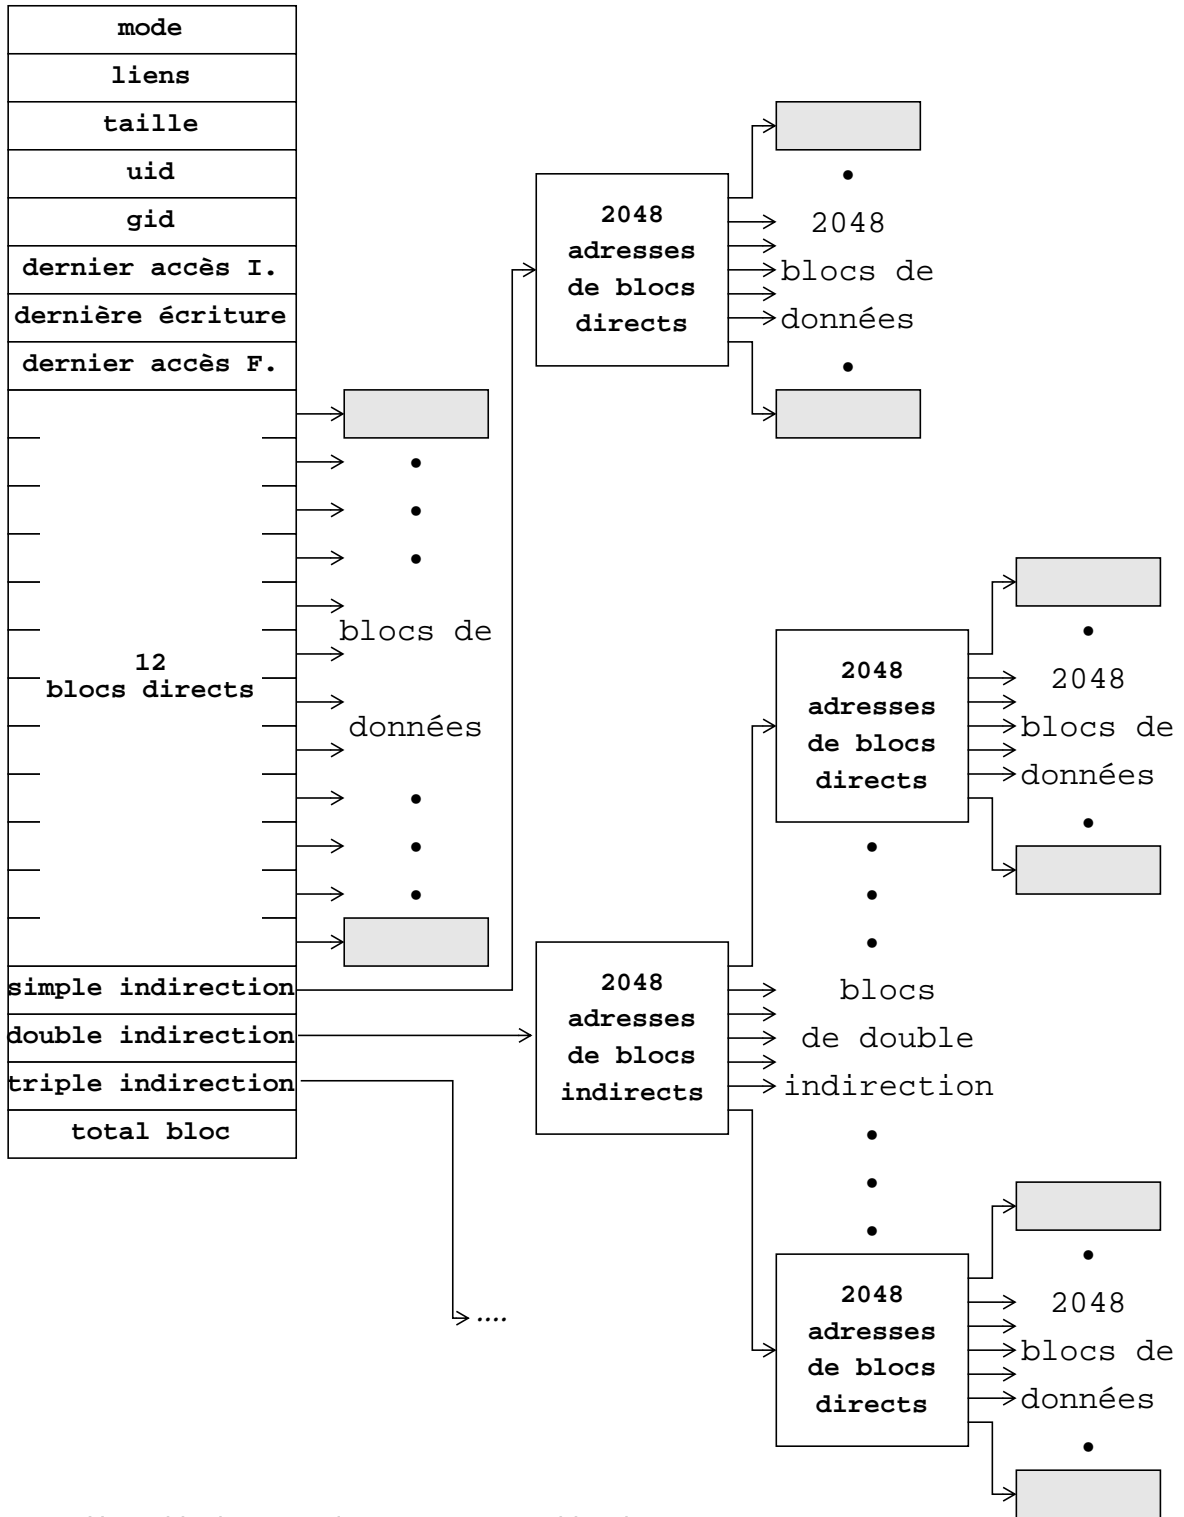 mode
liens
taille
uid
gid
dernier accès I.
dernière écriture
dernier accès F.
12
blocs directs
simple indirection
double indirection
triple indirection
total bloc
blocs de
données
2048
adresses
de blocs
directs
2048
blocs de
données
2048
adresses
de blocs
indirects
blocs
de double
indirection
2048
adresses
de blocs
directs
2048
blocs de
données
2048
adresses
de blocs
directs
2048
blocs de
données
....